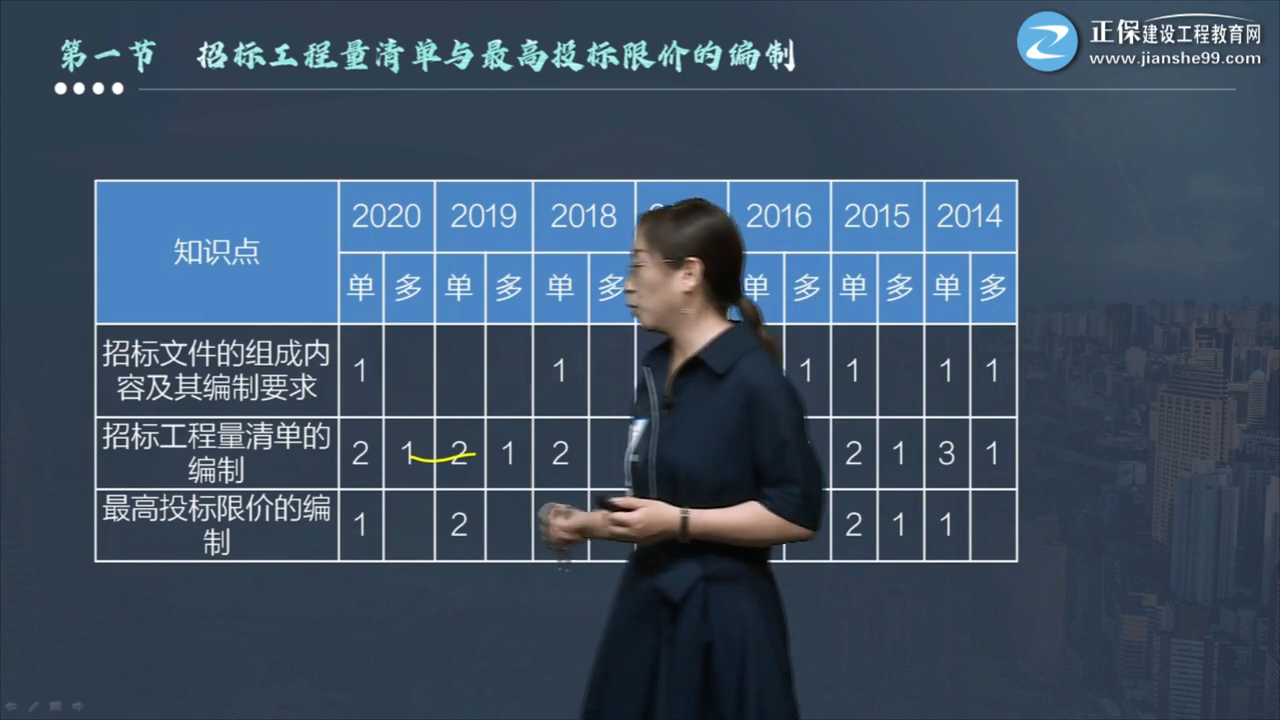 第一节 招标工程量清单与最高投标限价的编制
正保建设工程教育网
www.jianshe99.com
知识点 2020 2019 2018 2016 2015 2014
单 多 单 多 单 多 单 多 单 多 单 多
招标文件的组成内
容及其编制要求 1 1 1 1 1 1
招标工程量清单的
编制 2 1 2 1 2 2 1 3 1
最高投标限价的编
制 1 2 2 1 1